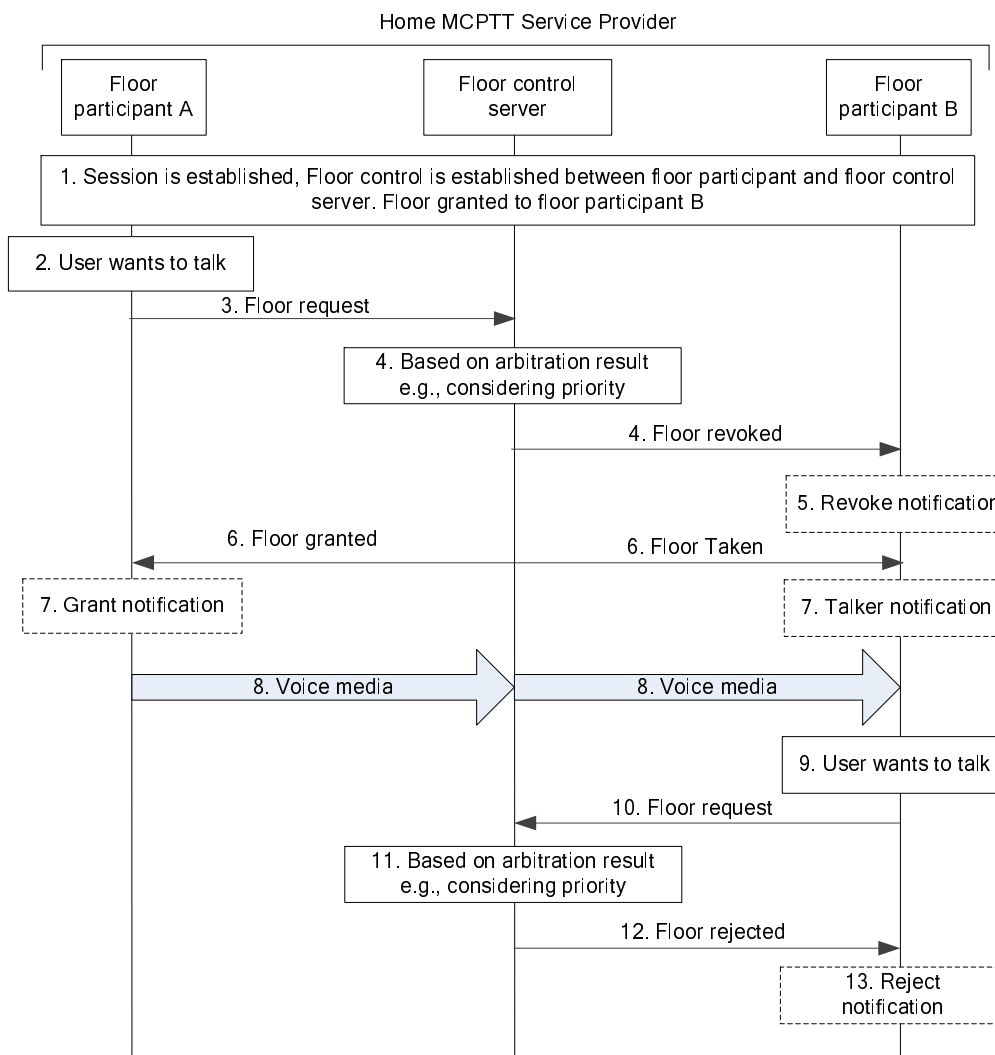 Home MCPTT Service Provider
Floor
participant A
Floor control
server
Floor
participant B
1. Session is established, Floor control is established between floor participant and floor control
server. Floor granted to floor participant B
2. User wants to talk
3. Floor request
4. Based on arbitration result
e.g., considering priority
4. Floor revoked
5. Revoke notification
6. Floor granted
6. Floor Taken
7. Grant notification
7. Talker notification
8. Voice media
8. Voice media
9. User wants to talk
10. Floor request
11. Based on arbitration result
e.g., considering priority
12. Floor rejected
13. Reject
notification